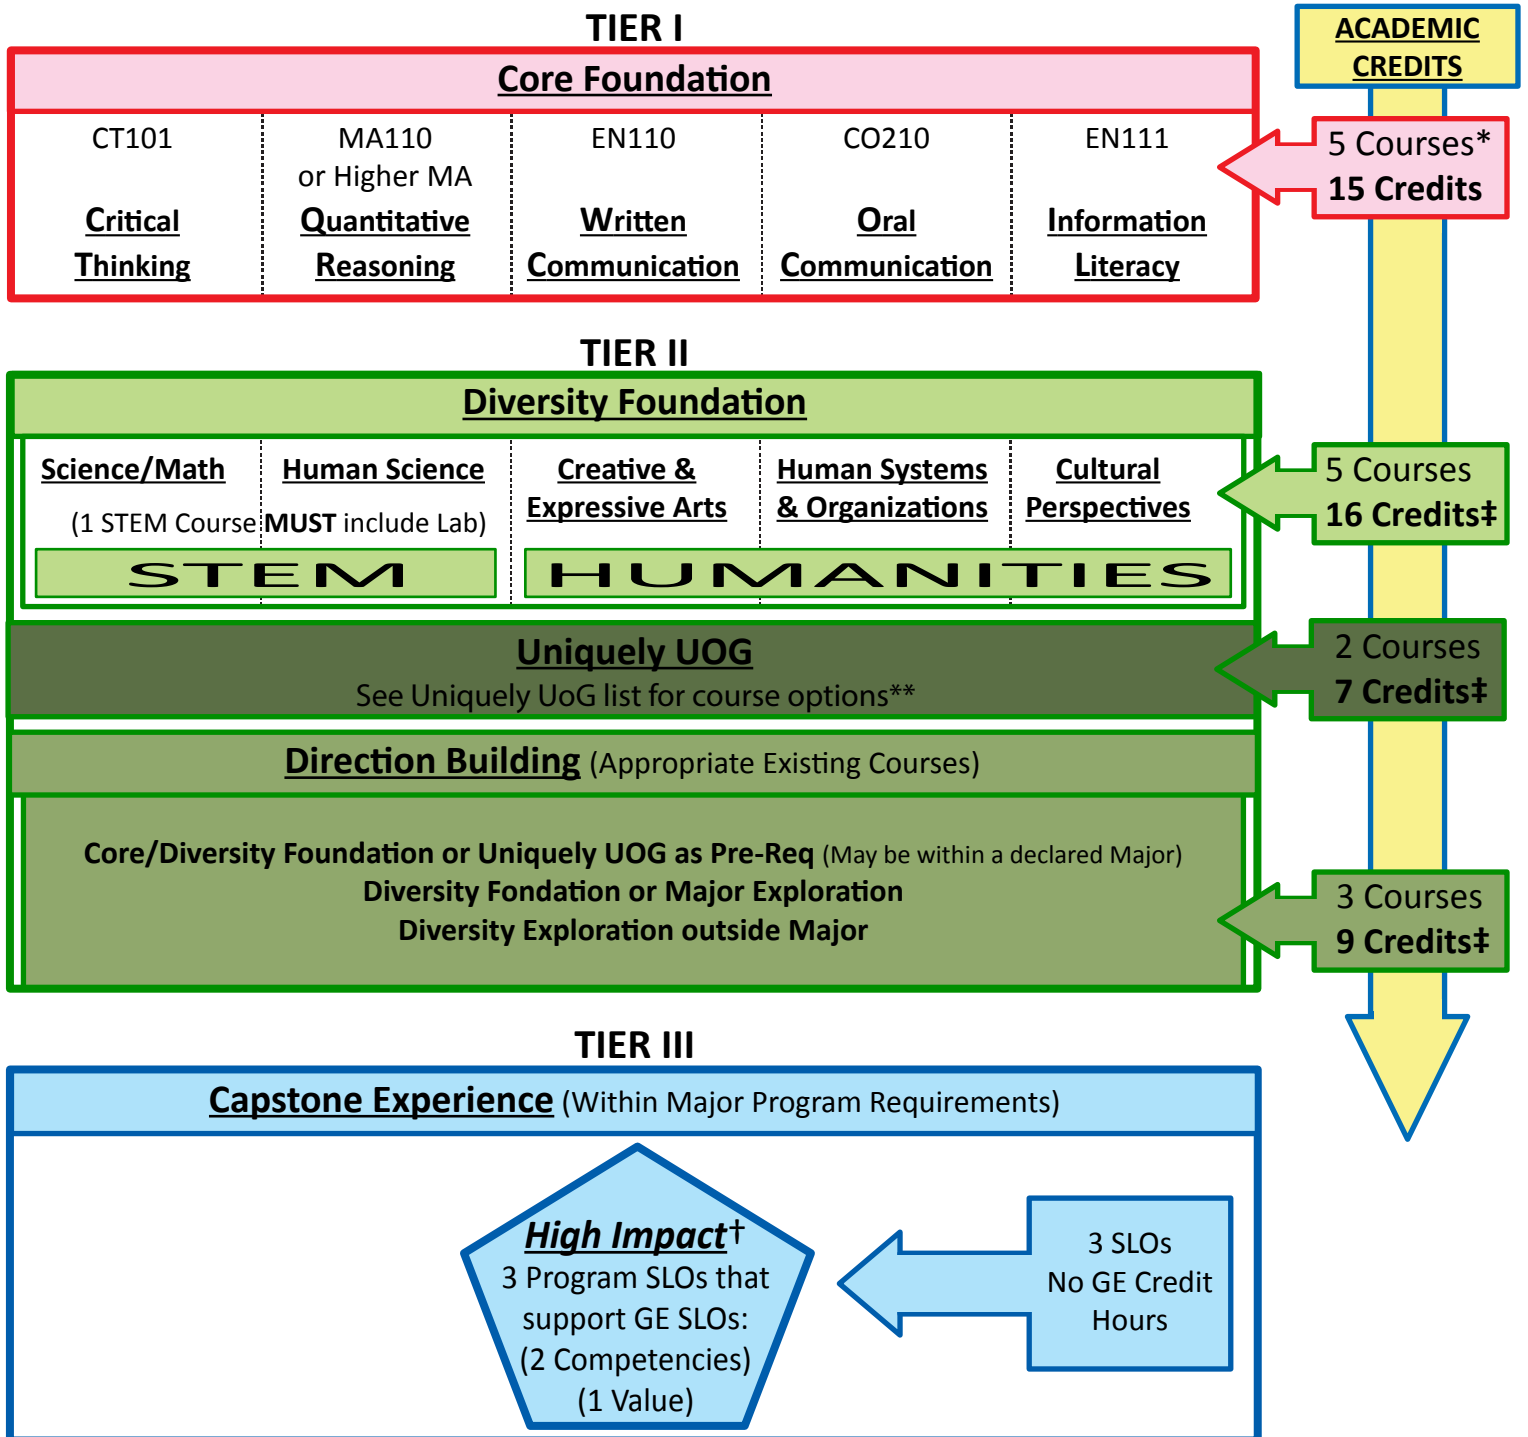 TIER I
ACADEMIC
CREDITS
Core Foundation
CT101
Critical
Thinking
MA110
or Higher MA
Quantitative
Reasoning
EN110
Written
Communication
CO210
Oral
Communication
EN111
Information
Literacy
5 Courses*
15 Credits
TIER II
Diversity Foundation
Science/Math
Human Science
(1 STEM Course MUST include Lab)
STEM
Creative &
Expressive Arts
Human Systems
& Organizations
Cultural
Perspectives
HUMANITIES
5 Courses
16 Credits‡
Uniquely UOG
See Uniquely UoG list for course options**
2 Courses
7 Credits‡
Direction Building (Appropriate Existing Courses)
Core/Diversity Foundation or Uniquely UOG as Pre-Req (May be within a declared Major)
Diversity Fondation or Major Exploration
Diversity Exploration outside Major
3 Courses
9 Credits‡
TIER III
Capstone Experience (Within Major Program Requirements)
High Impact†
3 Program SLOs that
support GE SLOs:
(2 Competencies)
(1 Value)
3 SLOs
No GE Credit
Hours